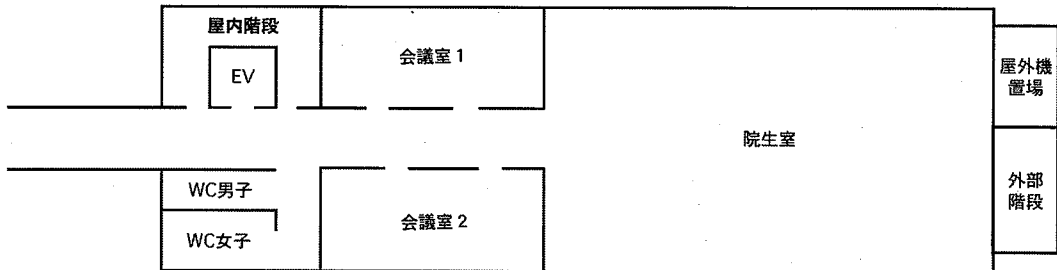 屋内階段
EV
会議室1
院生室
屋外機
置場
外部
階段
WC男子
WC女子
会議室2